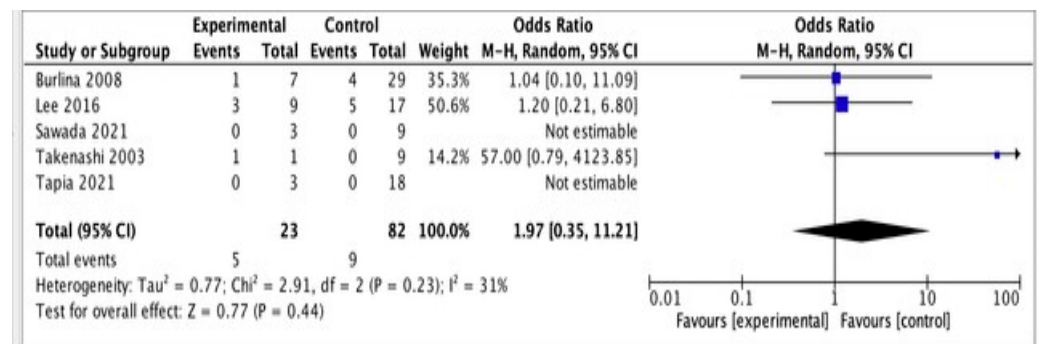 Experimental Control Odds Ratio Odds Ratio
Study or Subgroup Events Total Events Total Weight M-H, Random, 95% CI M-H, Random, 95% CI
Burlina 2008 1 7 4 29 35.3% 1.04 [0.10, 11.09]
Lee 2016 3 9 5 17 50.6% 1.20 [0.21, 6.80]
Sawada 2021 0 3 0 9 Not estimable
Takenashi 2003 1 1 0 9 14.2% 57.00 [0.79, 4123.85]
Tapia 2021 0 3 0 18 Not estimable
Total (95% CI) 23 82 100.0% 1.97 [0.35, 11.21]
Total events 5 9
Heterogeneity: Tau² = 0.77; Chi² = 2.91, df = 2 (P = 0.23); I² = 31%
Test for overall effect: Z = 0.77 (P = 0.44)
0.01 0.1 1 10 100
Favours [experimental] Favours [control]